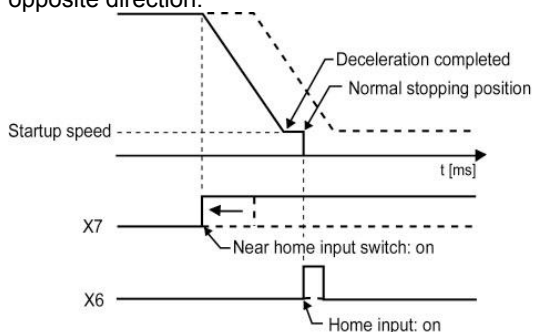 opposite direction.
Deceleration completed
Normal stopping position
Startup speed
t [ms]
X7
Near home input switch: on
X6
Home input: on